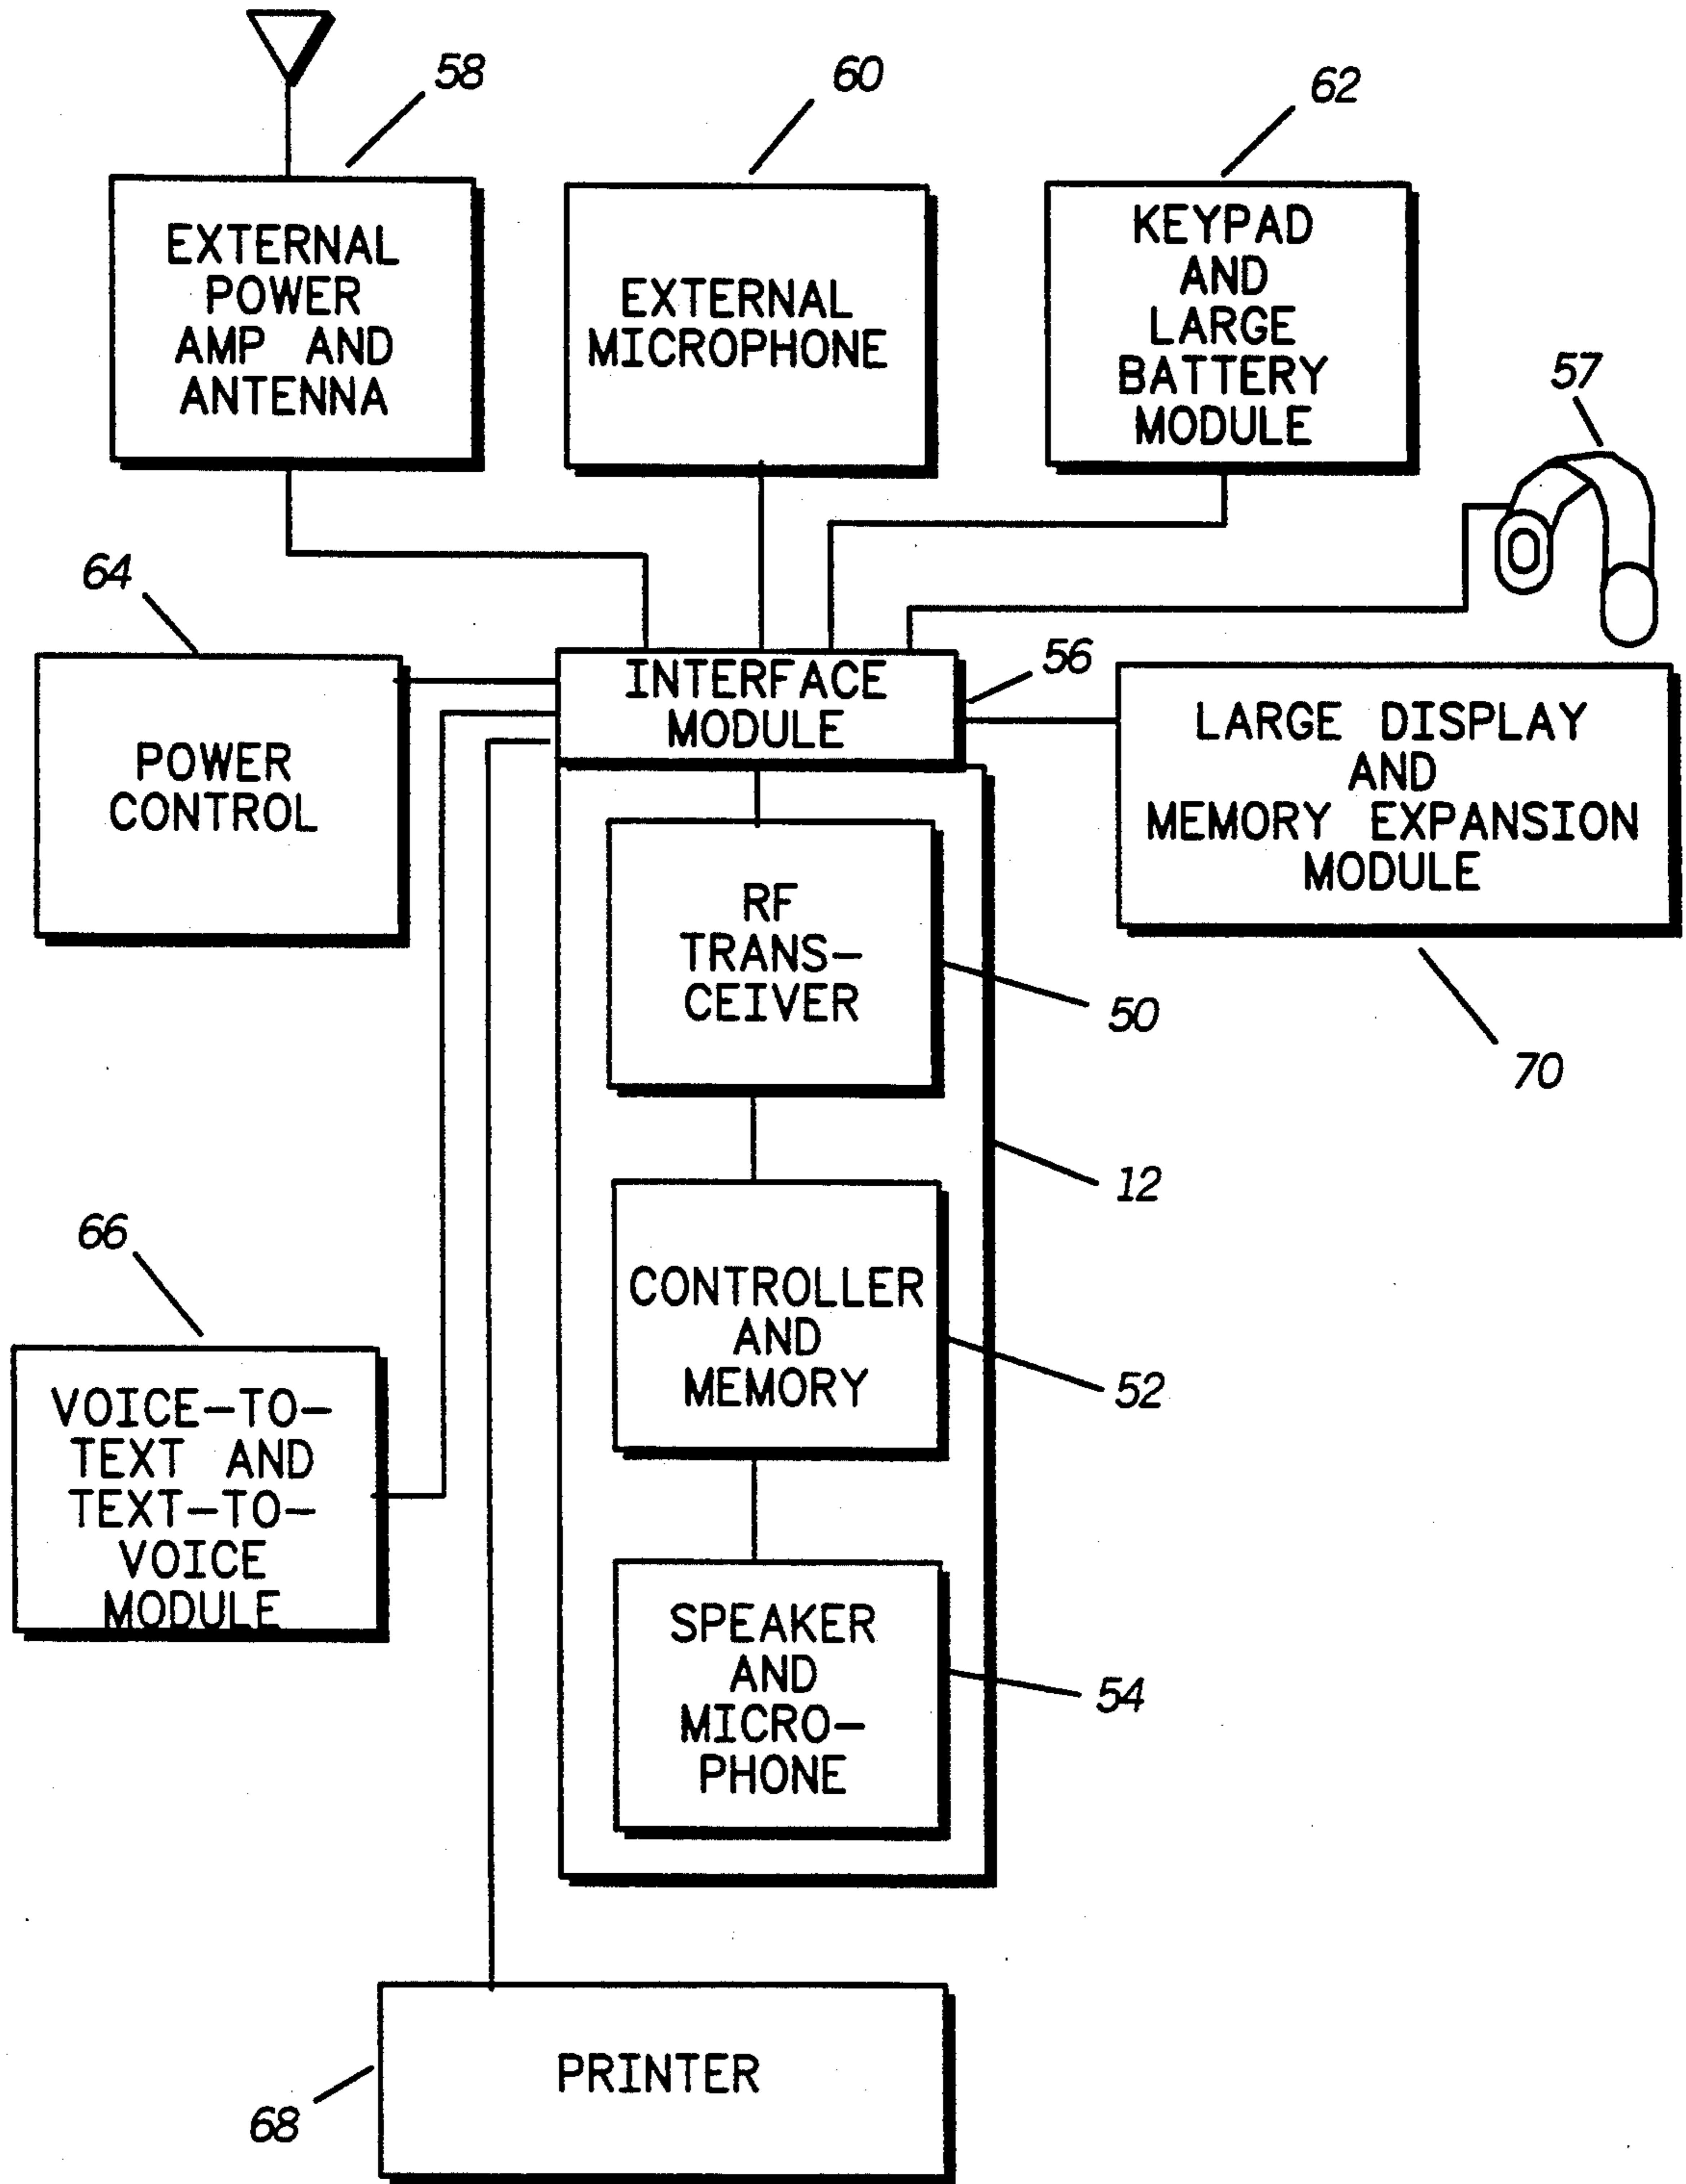 58
60
62
EXTERNAL
POWER
AMP AND
ANTENNA
EXTERNAL
MICROPHONE
KEYPAD
AND
LARGE
BATTERY
MODULE
57
64
POWER
CONTROL
INTERFACE
MODULE
56
LARGE DISPLAY
AND
MEMORY EXPANSION
MODULE
70
RF
TRANS-
CEIVER
50
12
66
VOICE-TO-
TEXT AND
TEXT-TO-
VOICE
MODULE
CONTROLLER
AND
MEMORY
52
SPEAKER
AND
MICRO-
PHONE
54
PRINTER
68